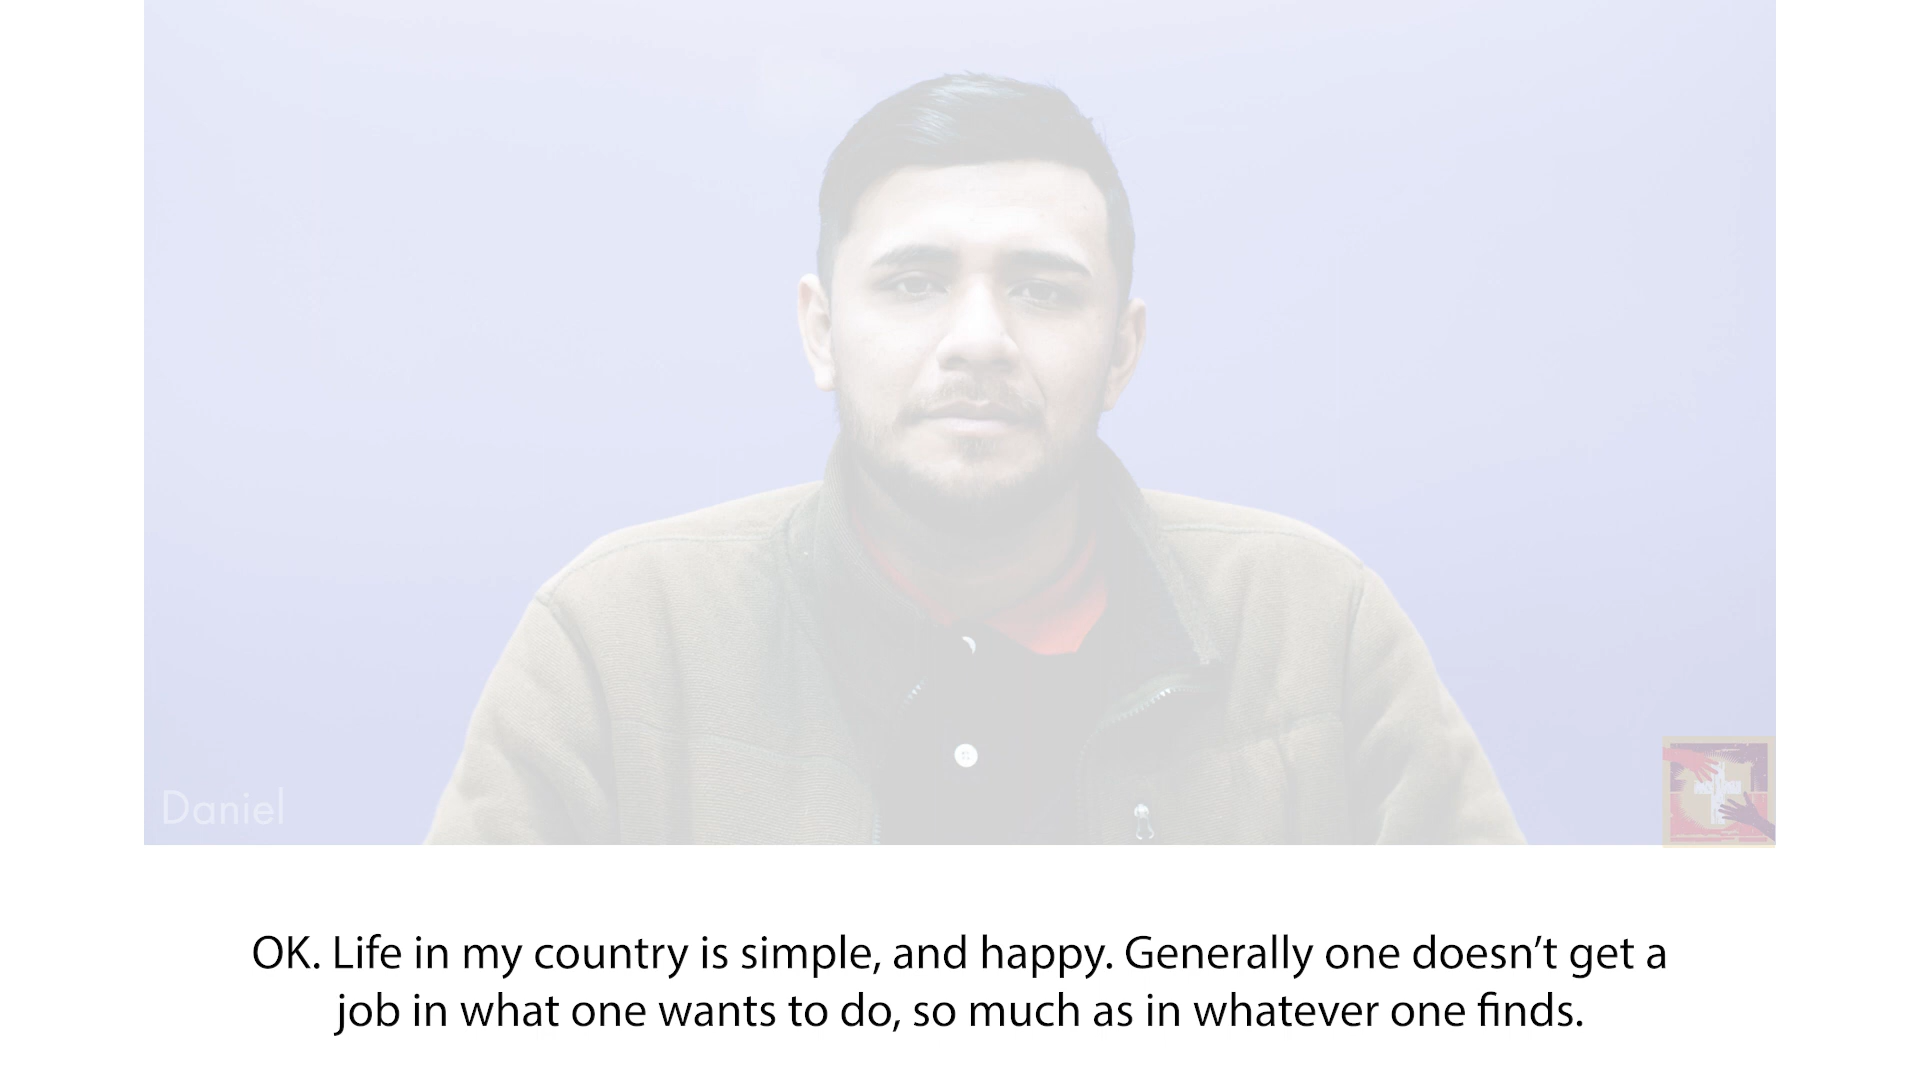 Daniel
OK. Life in my country is simple, and happy. Generally one doesn’t get a
job in what one wants to do, so much as in whatever one finds.